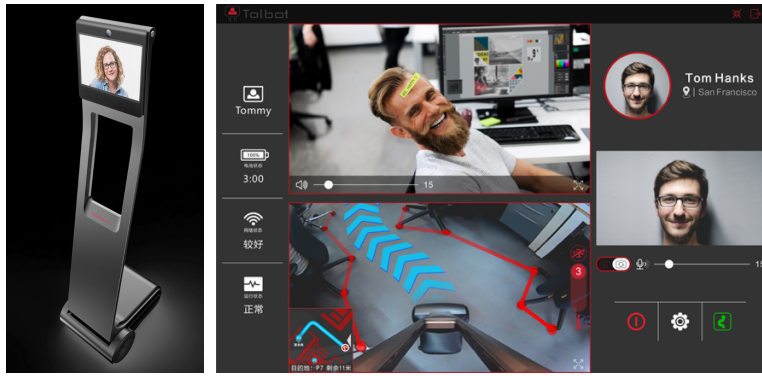 Talbot
Tommy
100%
电池状态
3:00
网络状态
较好
运行状态
正常
15
3
目的地：P7 剩余11米
Tom Hanks
San Francisco
15